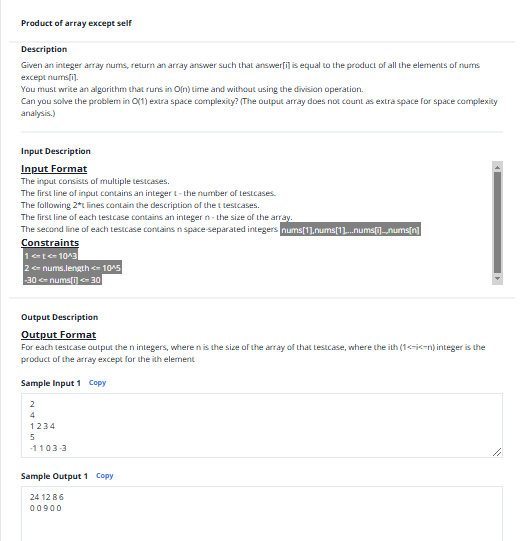 Product of array except self
Description
Given an integer array nums, return an array answer such that answer[i] is equal to the product of all the elements of nums
except nums[i].
You must write an algorithm that runs in O(n) time and without using the division operation.
Can you solve the problem in O(1) extra space complexity? (The output array does not count as extra space for space complexity
analysis.)
Input Description
Input Format
The input consists of multiple testcases.
The first line of input contains an integer t - the number of testcases.
The following 2*t lines contain the description of the t testcases.
The first line of each testcase contains an integer n - the size of the array.
The second line of each testcase contains n space-separated integers nums[1],nums[1],...nums[i]...,nums[n]
Constraints
1 <= t <= 10^3
2 <= nums.length <= 10^5
-30 <= nums[i] <= 30
Output Description
Output Format
For each testcase output the n integers, where n is the size of the array of that testcase, where the ith (1<=i<=n) integer is the
product of the array except for the ith element
Sample Input 1 Copy
2
4
1 2 3 4
5
-1 1 0 3 -3
Sample Output 1 Copy
24 12 8 6
0 0 9 0 0